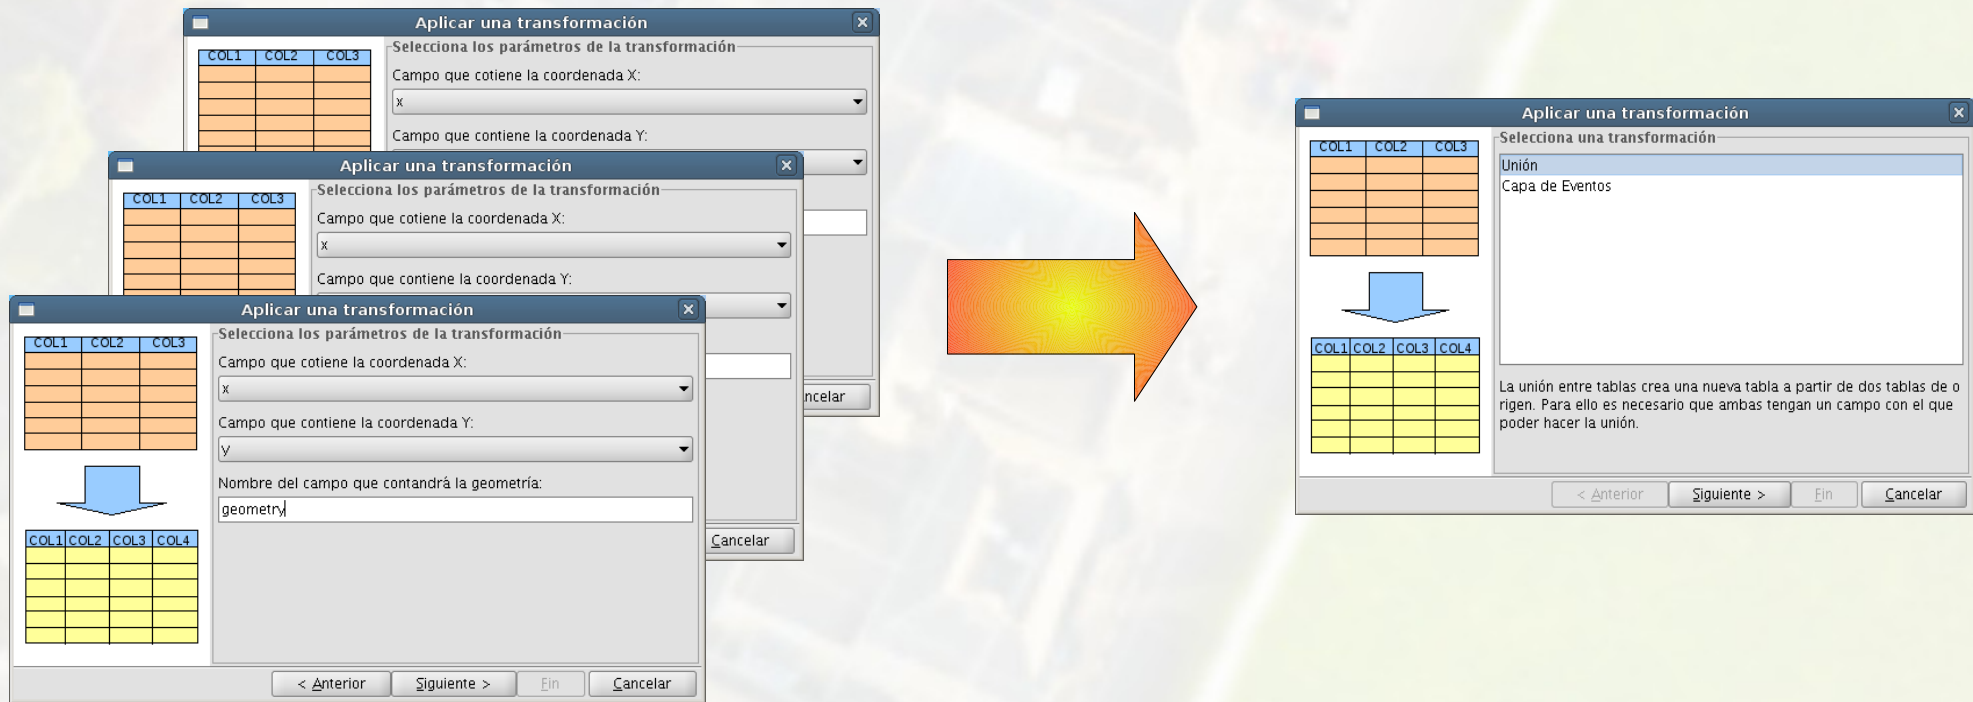 Aplicar una transformación
COL1 COL2 COL3
Selecciona los parámetros de la transformación
Campo que cotiene la coordenada X:
x
Campo que contiene la coordenada Y:
ncelar
Aplicar una transformación
COL1 COL2 COL3
Selecciona los parámetros de la transformación
Campo que cotiene la coordenada X:
x
Campo que contiene la coordenada Y:
Cancelar
Aplicar una transformación
COL1 COL2 COL3
Selecciona los parámetros de la transformación
Campo que cotiene la coordenada X:
x
Campo que contiene la coordenada Y:
y
Nombre del campo que contandrá la geometría:
geometry
COL1 COL2 COL3 COL4
< Anterior Siguiente > Fin Cancelar
Aplicar una transformación
COL1 COL2 COL3
Selecciona una transformación
Unión
Capa de Eventos
COL1 COL2 COL3 COL4
La unión entre tablas crea una nueva tabla a partir de dos tablas de o
rigen. Para ello es necesario que ambas tengan un campo con el que
poder hacer la unión.
< Anterior Siguiente > Fin Cancelar